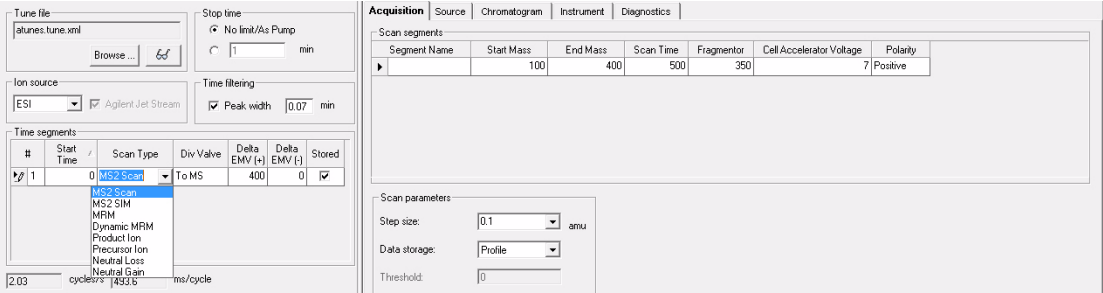 Tune file
atunes.tune.xml
Browse ...
Stop time
No limit/As Pump
1 min
Ion source
ESI Agilent Jet Stream
Time filtering
Peak width 0.07 min
Time segments
# Start Time / Scan Type Div Valve Delta EMV (+) Delta EMV (-) Stored
1 0 MS2 Scan To MS 400 0
MS2 Scan
MS2 SIM
MRM
Dynamic MRM
Product Ion
Precursor Ion
Neutral Loss
Neutral Gain
2.03 cycles/s 493.6 ms/cycle
Acquisition Source Chromatogram Instrument Diagnostics
Scan segments
Segment Name Start Mass End Mass Scan Time Fragmentor Cell Accelerator Voltage Polarity
100 400 500 350 7 Positive
Scan parameters
Step size: 0.1 amu
Data storage: Profile
Threshold: 0